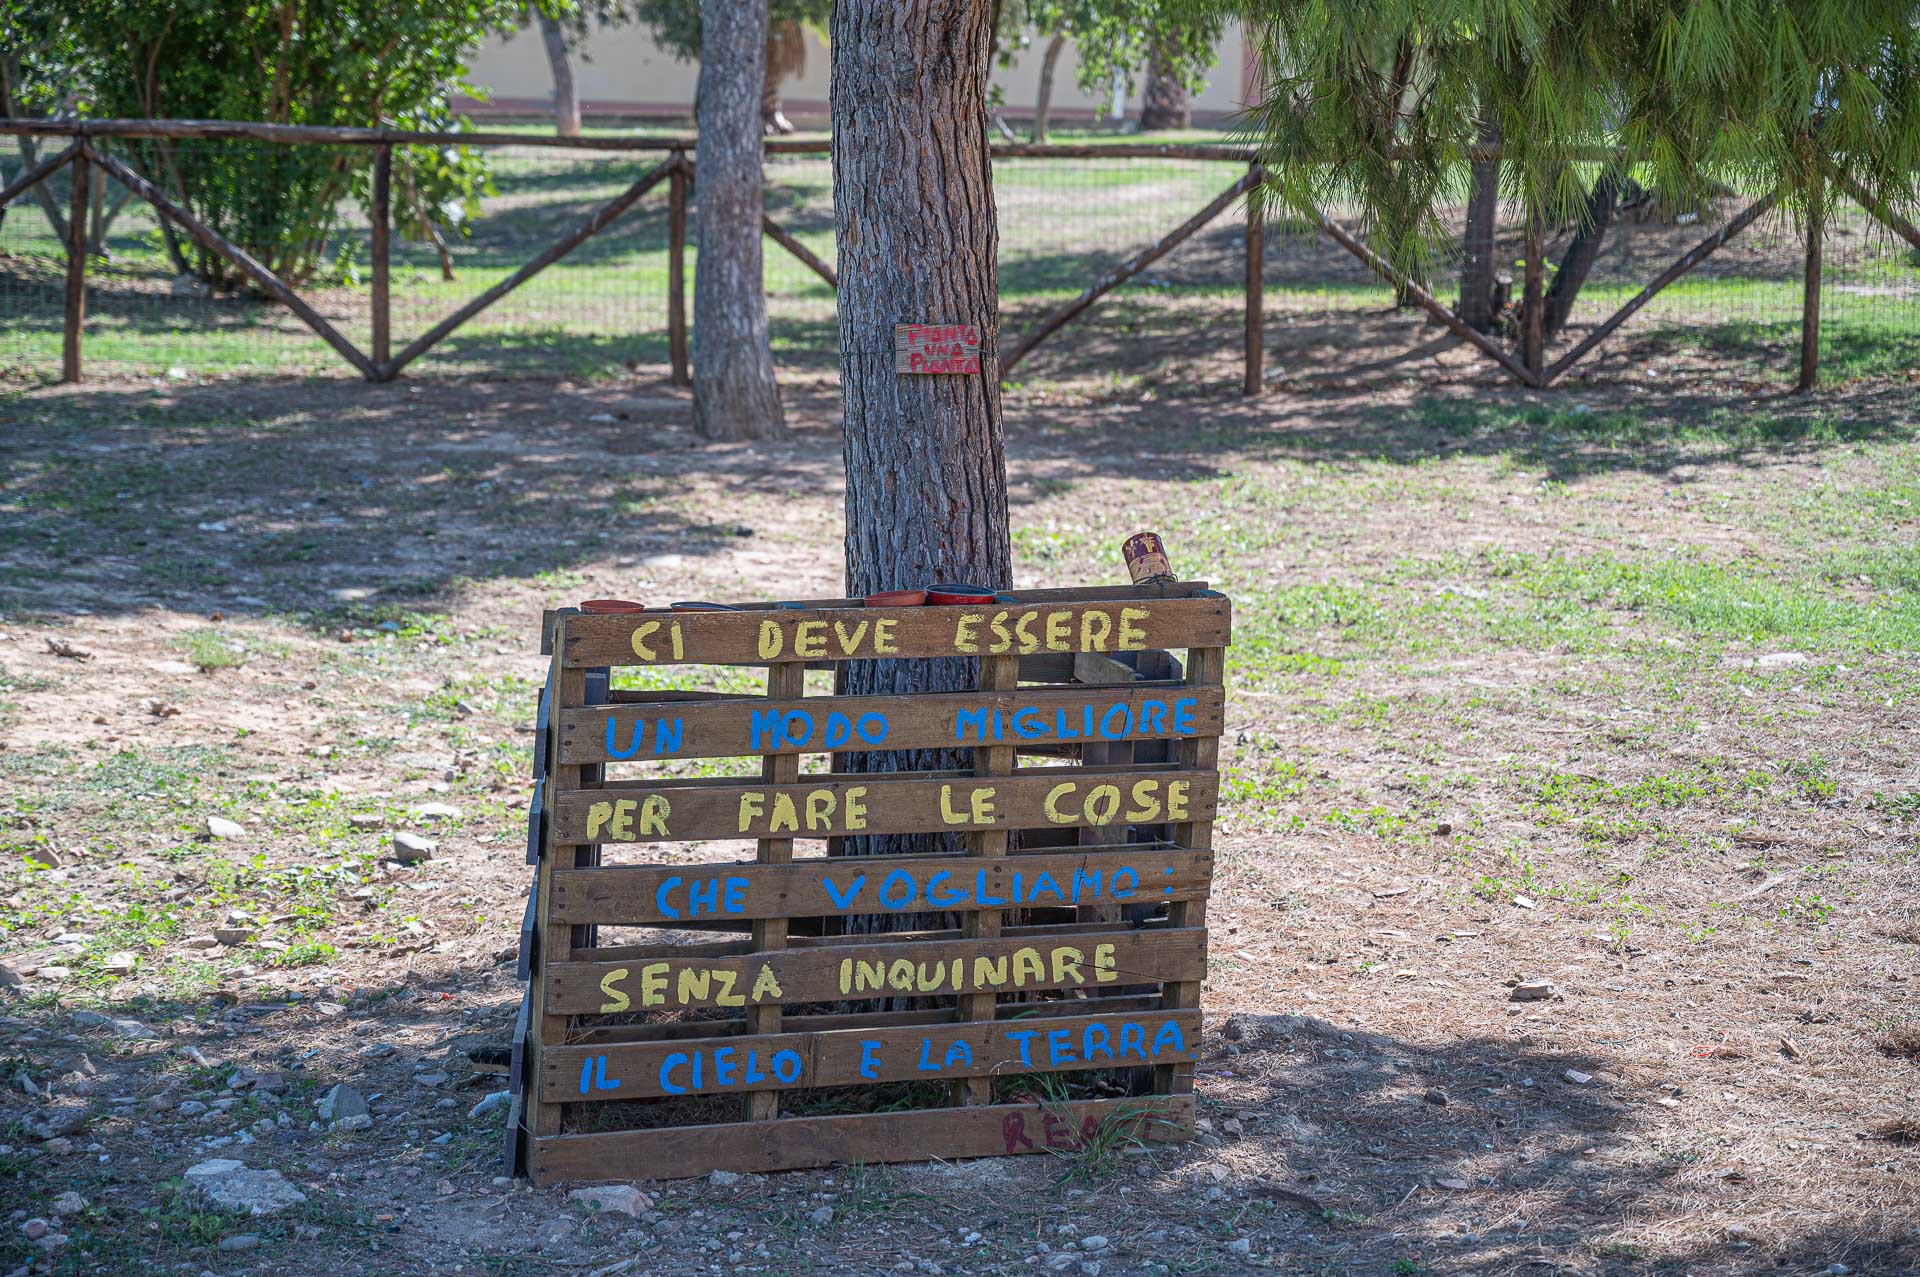 PIANTA
UNA
PIANTA
CI DEVE ESSERE
UN MODO MIGLIORE
PER FARE LE COSE
CHE VOGLIAMO:
SENZA INQUINARE
IL CIELO E LA TERRA.